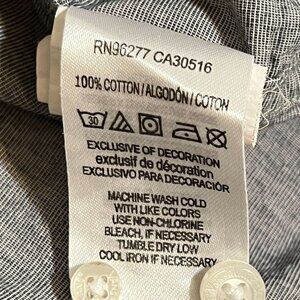 RN96277 CA30516
100% COTTON/ALGODÓN/COTON
30
EXCLUSIVE OF DECORATION
exclusif de décoration
EXCLUSIVO PARA DECORACIÓN
MACHINE WASH COLD
WITH LIKE COLORS
USE NON-CHLORINE
BLEACH, IF NECESSARY
TUMBLE DRY LOW
COOL IRON IF NECESSARY